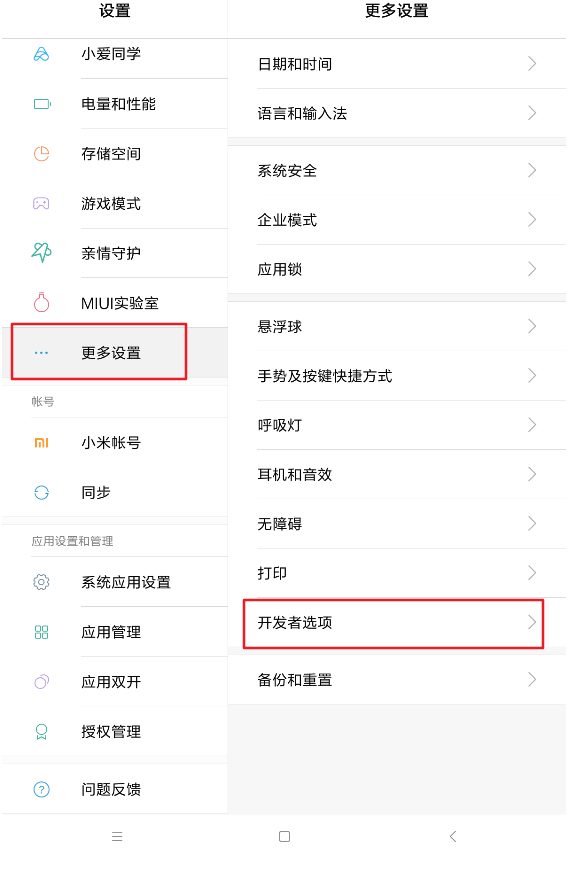 设置
小爱同学
电量和性能
存储空间
游戏模式
亲情守护
MIUI实验室
更多设置
帐号
小米帐号
同步
应用设置和管理
系统应用设置
应用管理
应用双开
授权管理
问题反馈
更多设置
日期和时间
语言和输入法
系统安全
企业模式
应用锁
悬浮球
手势及按键快捷方式
呼吸灯
耳机和音效
无障碍
打印
开发者选项
备份和重置